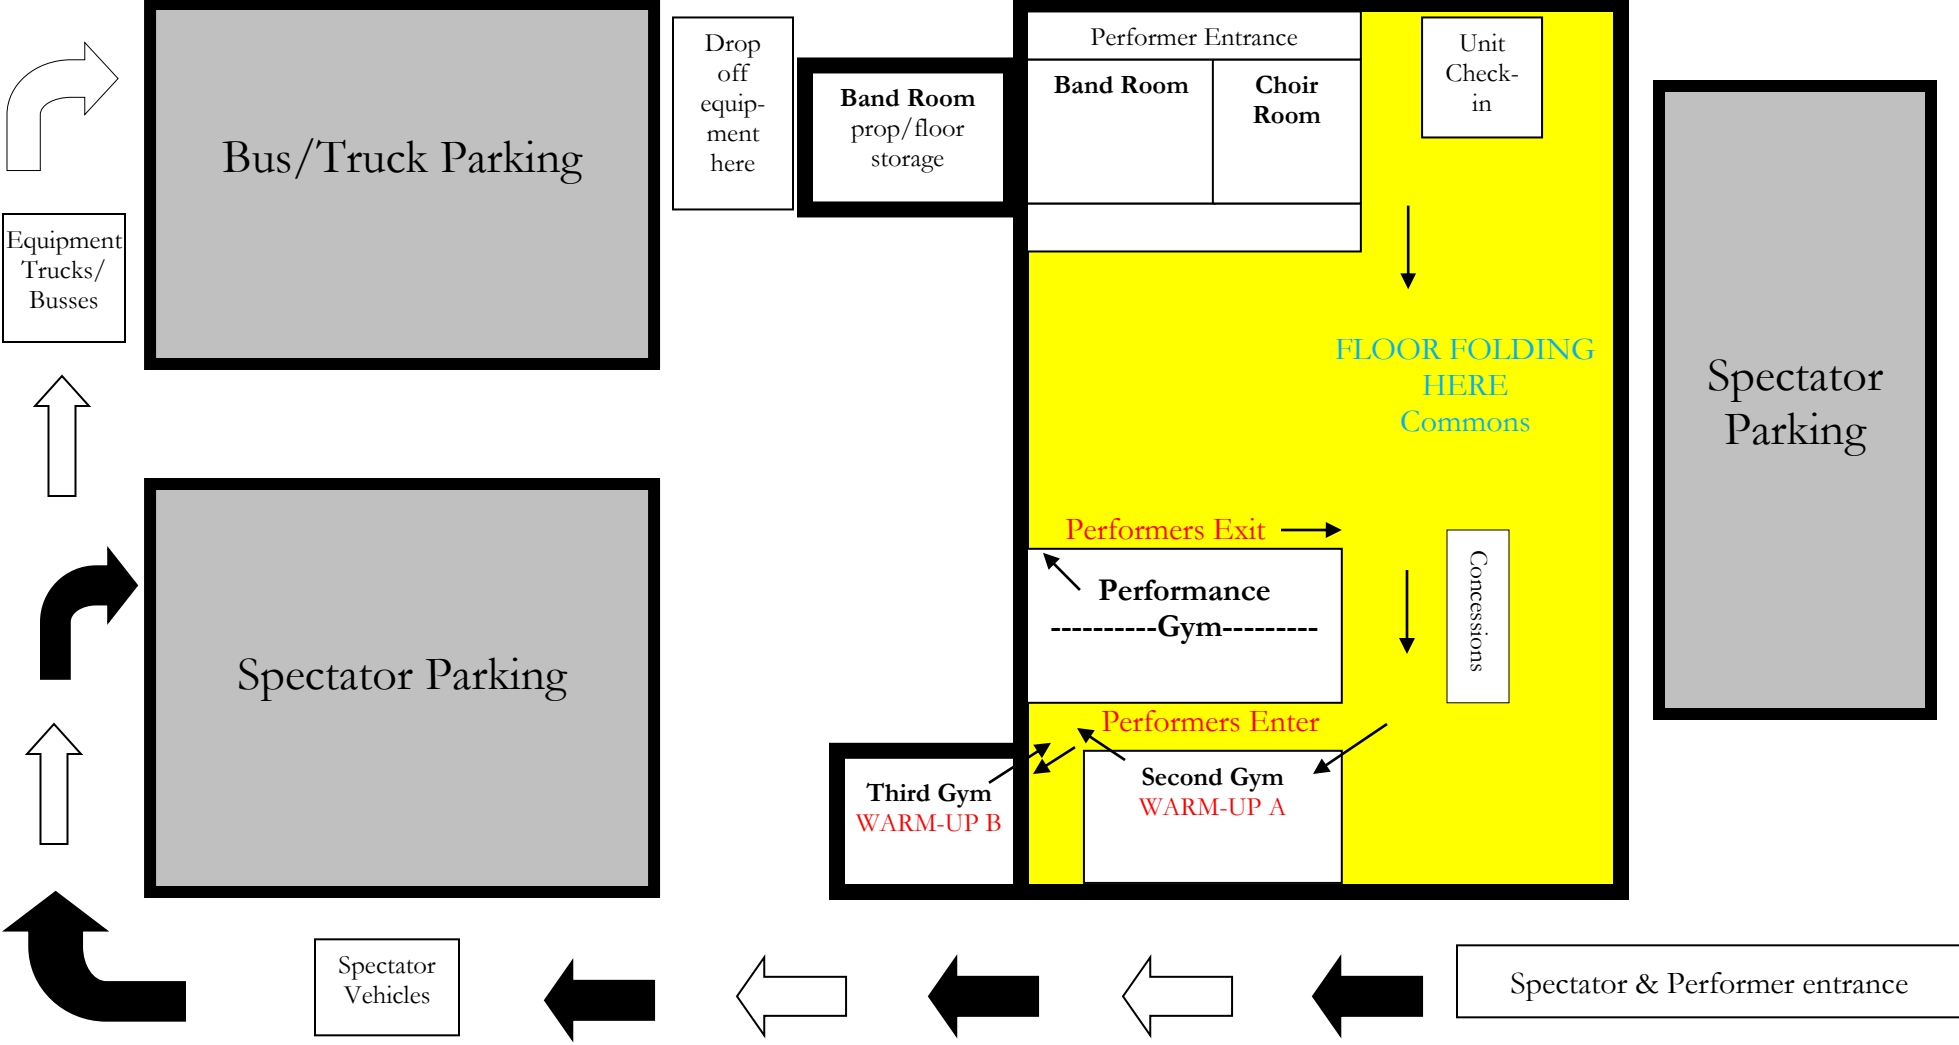 Drop
off
equip-
ment
here
Performer Entrance
Unit
Check-
in
Band Room
prop/floor
storage
Band Room
Choir
Room
Bus/Truck Parking
Equipment
Trucks/
Busses
FLOOR FOLDING
HERE
Commons
Spectator
Parking
Performers Exit
Performance
----------Gym---------
Concessions
Spectator Parking
Performers Enter
Third Gym
WARM-UP B
Second Gym
WARM-UP A
Spectator
Vehicles
Spectator & Performer entrance